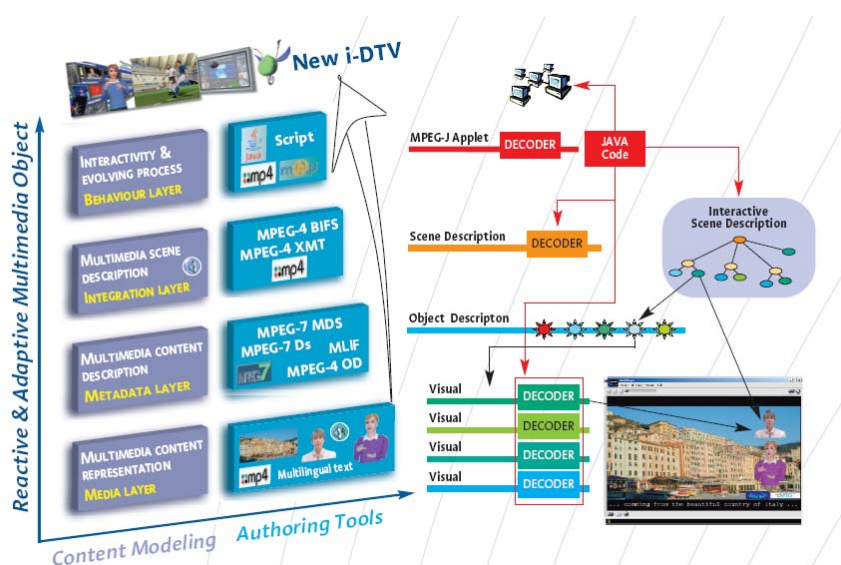 New i-DTV
Reactive & Adaptive Multimedia Object
INTERACTIVITY &
EVOLVING PROCESS
BEHAVIOUR LAYER
Java
Script
mp4
MULTIMEDIA SCENE
DESCRIPTION
INTEGRATION LAYER
MPEG-4 BIFS
MPEG-4 XMT
mp4
MULTIMEDIA CONTENT
DESCRIPTION
METADATA LAYER
MPEG-7 MDS
MPEG-7 Ds MLIF
MPEG-4 OD
MULTIMEDIA CONTENT
REPRESENTATION
MEDIA LAYER
mp4
Multilingual text
Content Modeling
Authoring Tools
MPEG-J Applet
DECODER
JAVA
Code
Scene Description
DECODER
Interactive
Scene Description
Object Descripton
Visual
DECODER
Visual
DECODER
Visual
DECODER
Visual
DECODER
... comming from the beautiful country of italy ...